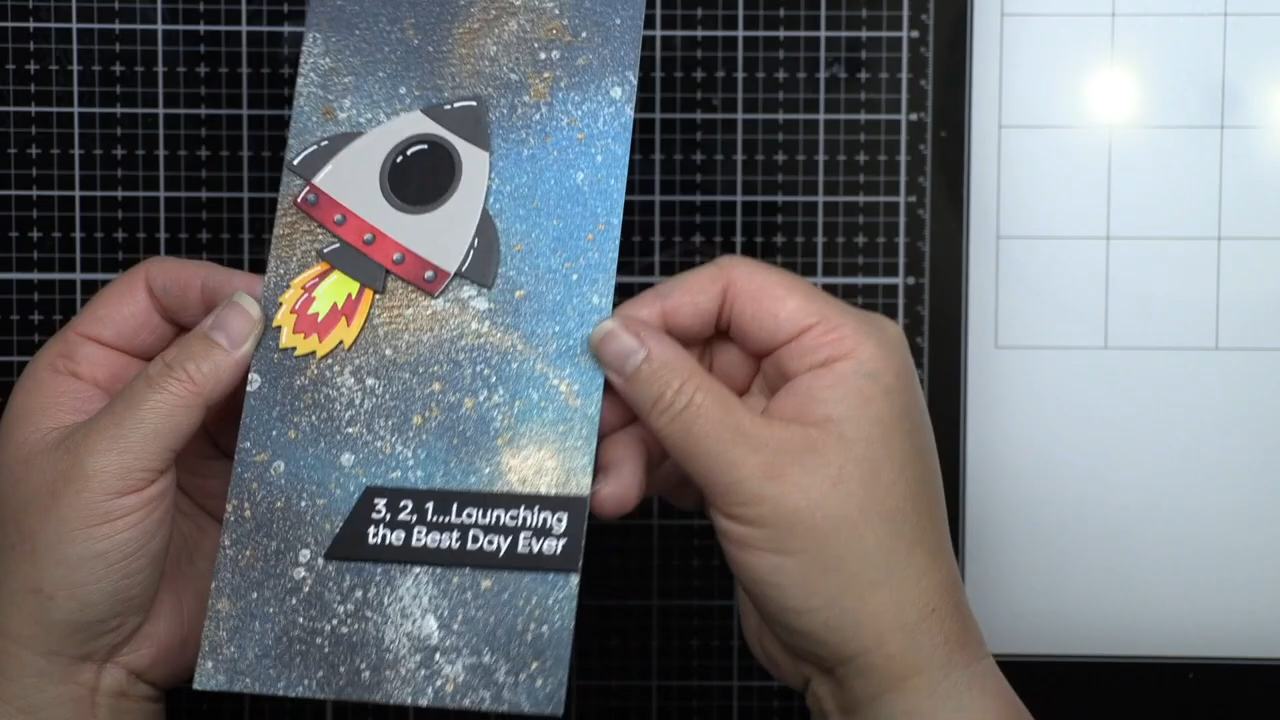 3, 2, 1...Launching
the Best Day Ever